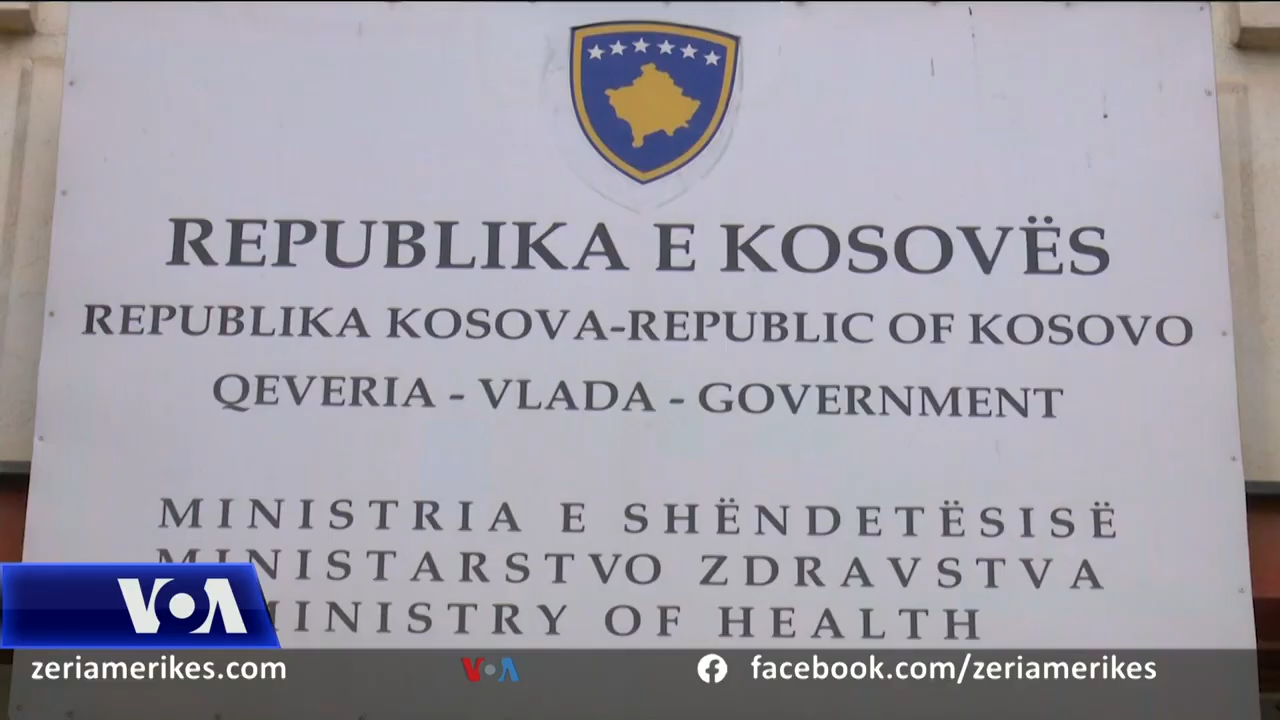 REPUBLIKA E KOSOVËS
REPUBLIKA KOSOVA-REPUBLIC OF KOSOVO
QEVERIA - VLADA - GOVERNMENT
MINISTRIA E SHËNDETËSISË
MINISTARSTVO ZDRAVSTVA
MINISTRY OF HEALTH
VOA
zeriamerikes.com
VOA
facebook.com/zeriamerikes